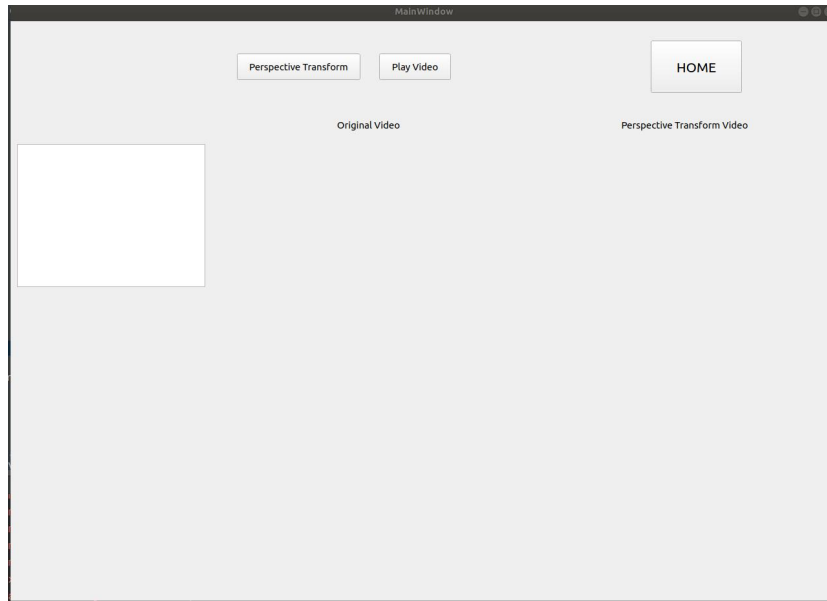 MainWindow
Perspective Transform
Play Video
HOME
Original Video
Perspective Transform Video